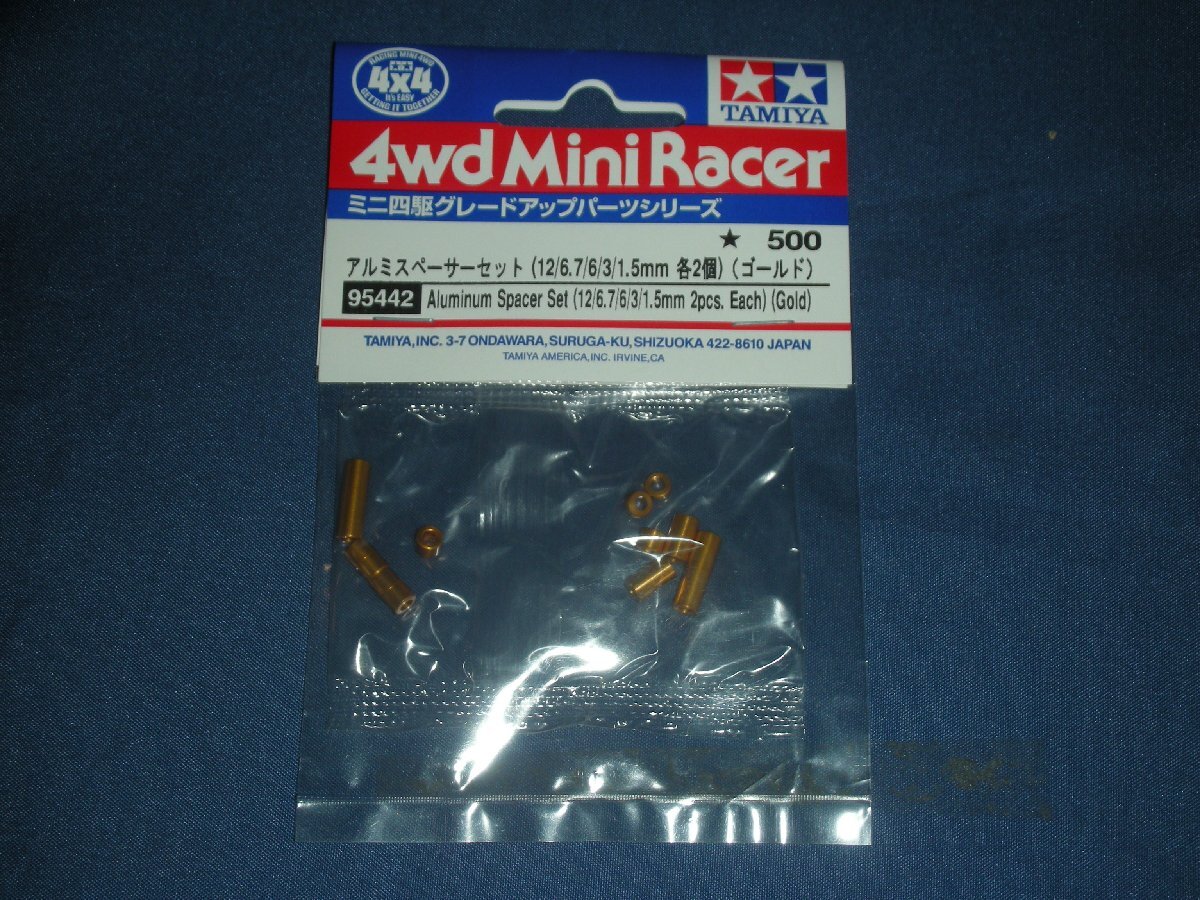 RACING MINI-4WD
4x4
It's EASY
GETTING IT TOGETHER
TAMIYA
4wd Mini Racer
ミニ四駆グレードアップパーツシリーズ
★ 500
アルミスペーサーセット (12/6.7/6/3/1.5mm 各2個) (ゴールド)
95442 Aluminum Spacer Set (12/6.7/6/3/1.5mm 2pcs. Each) (Gold)
TAMIYA, INC. 3-7 ONDAWARA, SURUGA-KU, SHIZUOKA 422-8610 JAPAN
TAMIYA AMERICA, INC. IRVINE, CA